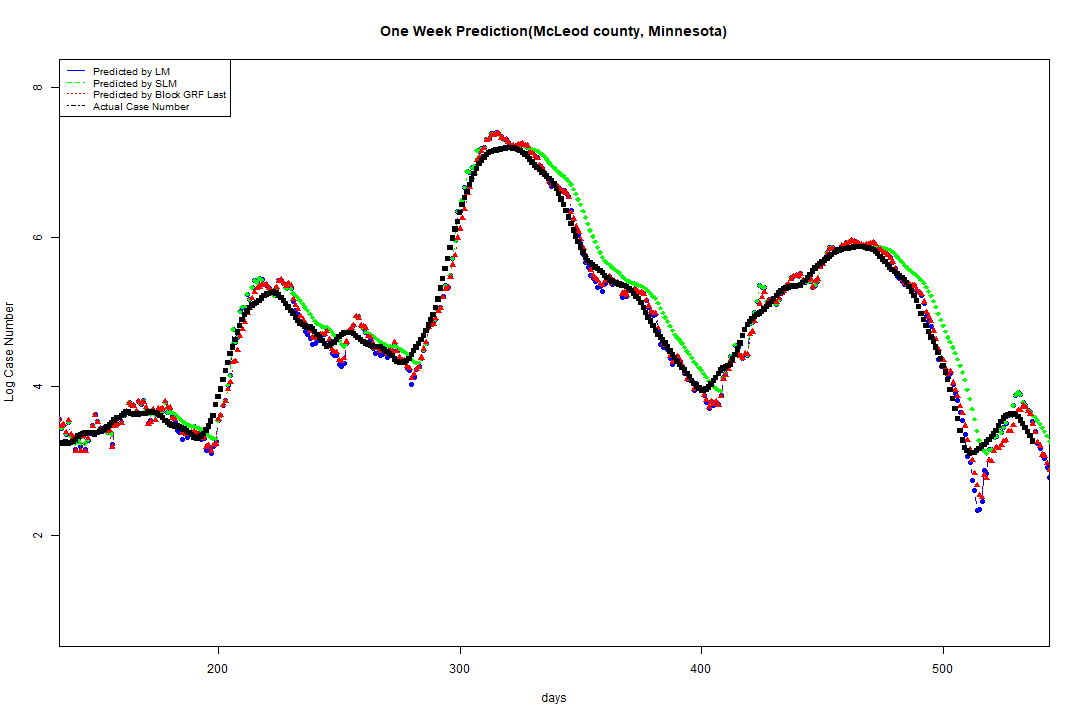 One Week Prediction(McLeod county, Minnesota)
Predicted by LM
Predicted by SLM
Predicted by Block GRF Last
Actual Case Number
8
6
4
2
Log Case Number
200
300
400
500
days